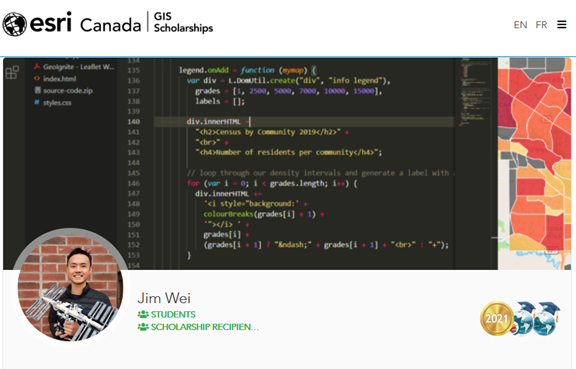 esri Canada
GIS
Scholarships
EN FR
GeoIgnite - Leaflet W...
index.html
source-code.zip
styles.css
134
135 legend.onAdd = function (mymap) {
136 var div = L.DomUtil.create("div", "info legend"),
137 grades = [1, 2500, 5000, 7000, 10000, 15000],
138 labels = [];
139
140 div.innerHTML =
141 "<h2>Census by Community 2019</h2>" +
142 "<br>" +
143 "<h4>Number of residents per community</h4>";
145 // loop through our density intervals and generate a label with
146 for (var i = 0; i < grades.length; i++) {
147 div.innerHTML +=
148 '<i style="background:' +
149 colourBreaks(grades[i] + 1) +
150 '"></i> ' +
151 grades[i] +
152 (grades[i + 1] ? "&ndash;" + grades[i + 1] + "<br>" : "+");
153 }
Jim Wei
STUDENTS
SCHOLARSHIP RECIPIEN...
2021